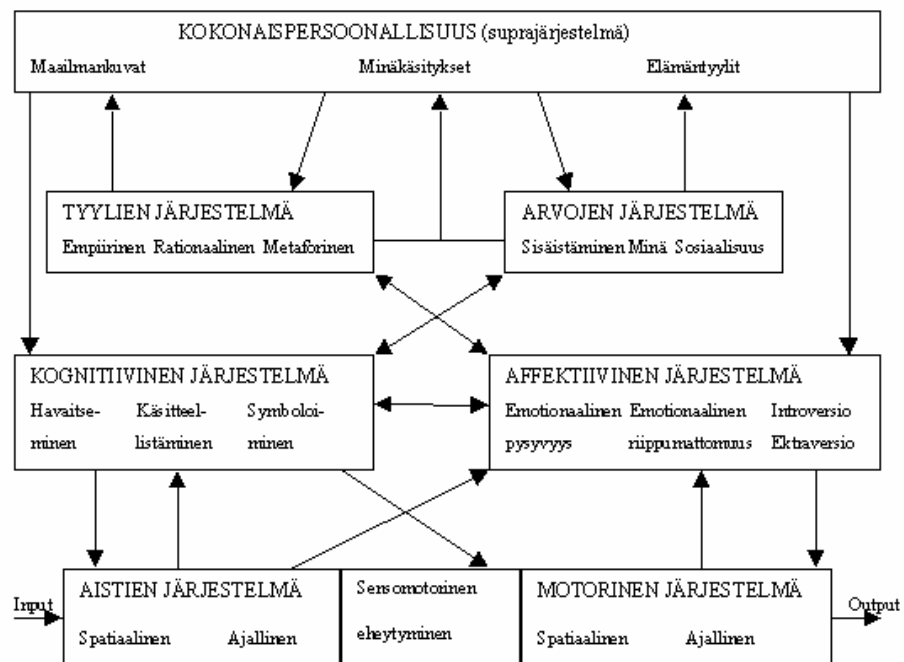 KOKONAISPERSOONALLISUUS (suprajärjestelmä)
Maailmankuvat Minäkäsitykset Elämäntyylit
TYYLIEN JÄRJESTELMÄ
Empiirinen Rationaalinen Metaforinen
ARVOJEN JÄRJESTELMÄ
Sisäistäminen Minä Sosiaalisuus
KOGNITIIVINEN JÄRJESTELMÄ
Havaitse- Käsitteel- Symboloi-
minen listäminen minen
AFFEKTIIVINEN JÄRJESTELMÄ
Emotionaalinen Emotionaalinen Introversio
pysyvyys riippumattomuus Ektraversio
Input
AISTIEN JÄRJESTELMÄ
Spatiaalinen Ajallinen
Sensomotorinen
eheytyminen
MOTORINEN JÄRJESTELMÄ
Spatiaalinen Ajallinen
Output